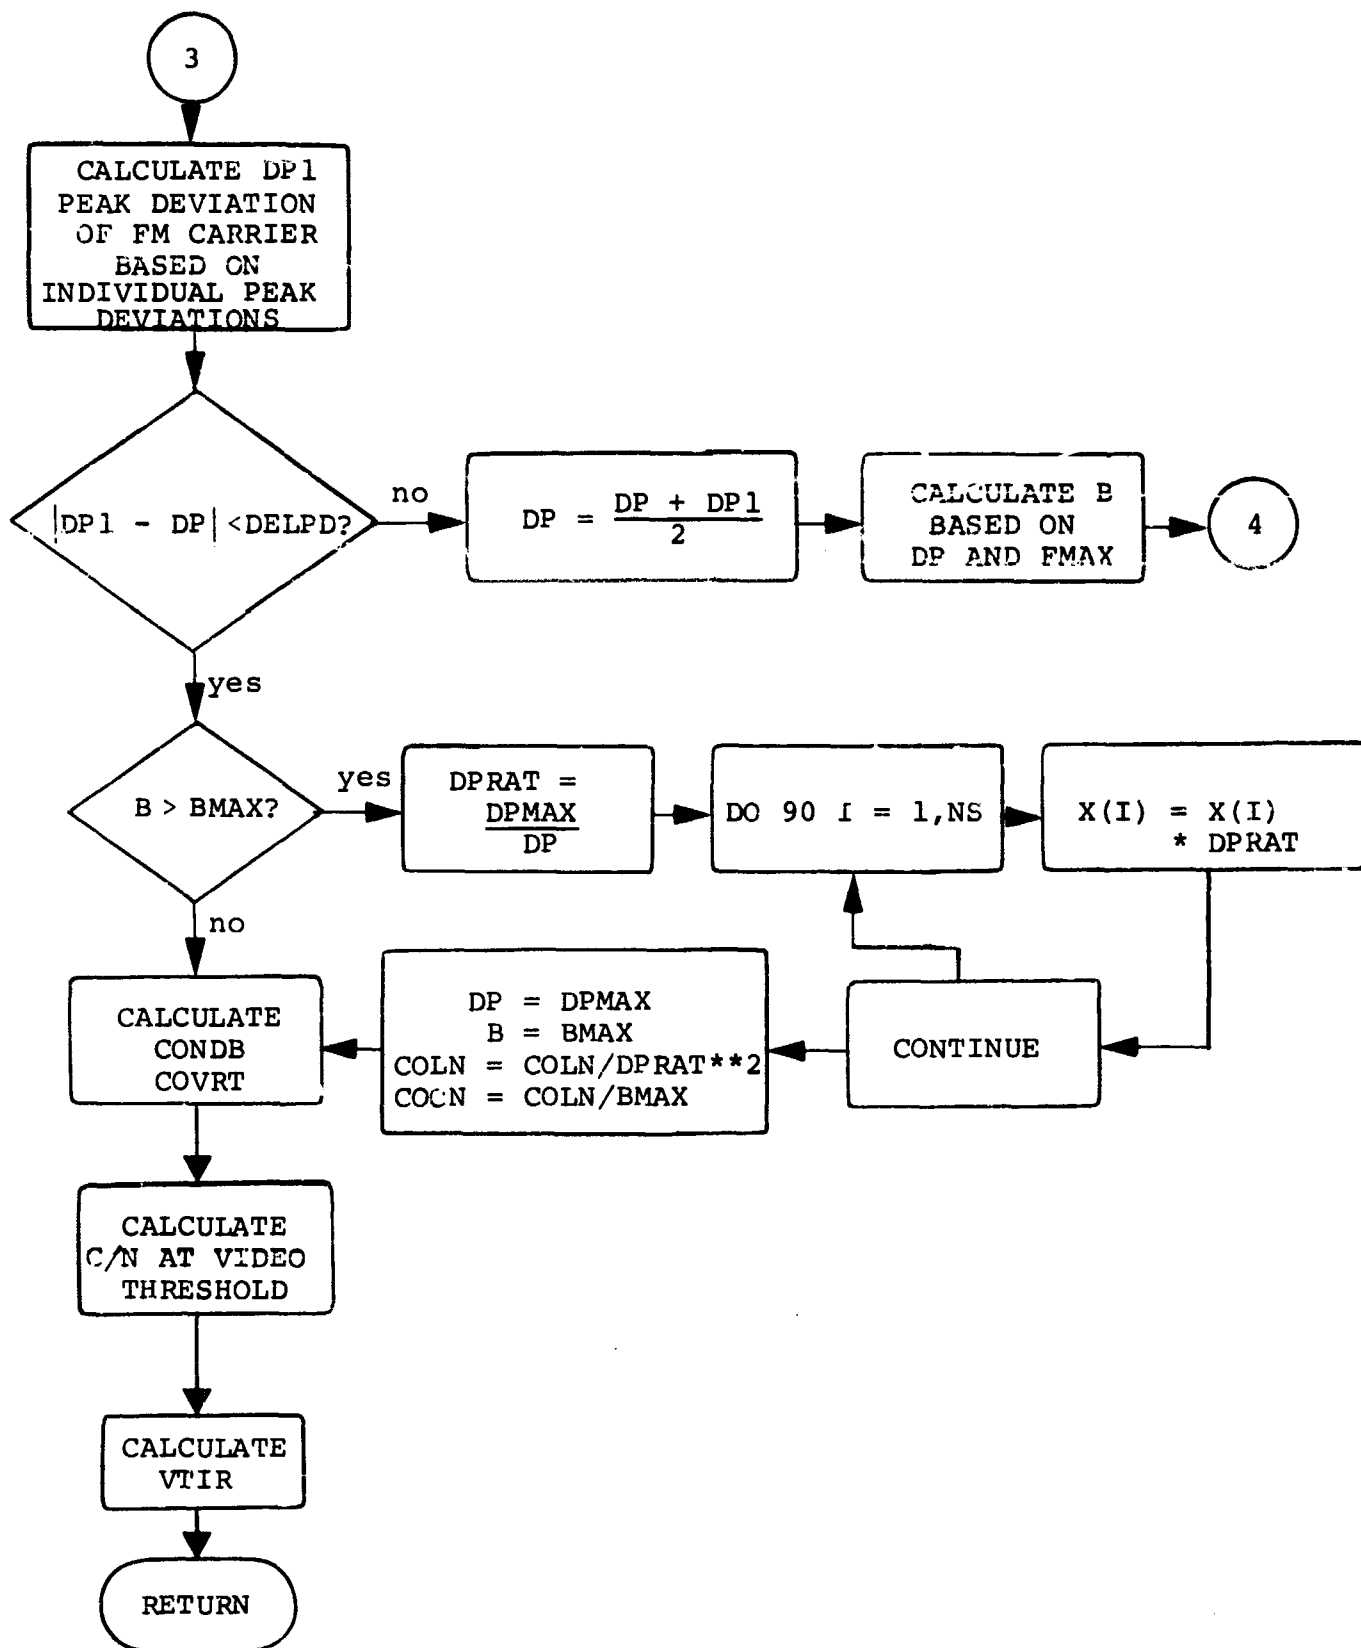 3
CALCULATE DP1
PEAK DEVIATION
OF FM CARRIER
BASED ON
INDIVIDUAL PEAK
DEVIATIONS
|DP1 - DP| <DELPD?
no
DP = DP + DP1
2
CALCULATE B
BASED ON
DP AND FMAX
4
yes
B > BMAX?
yes
DPRAT =
DPMAX
DP
DO 90 I = 1,NS
X(I) = X(I)
* DPRAT
no
CALCULATE
CONDB
COVRT
DP = DPMAX
B = BMAX
COLN = COLN/DPRAT**2
COCN = COLN/BMAX
CONTINUE
CALCULATE
C/N AT VIDEO
THRESHOLD
CALCULATE
VTIR
RETURN